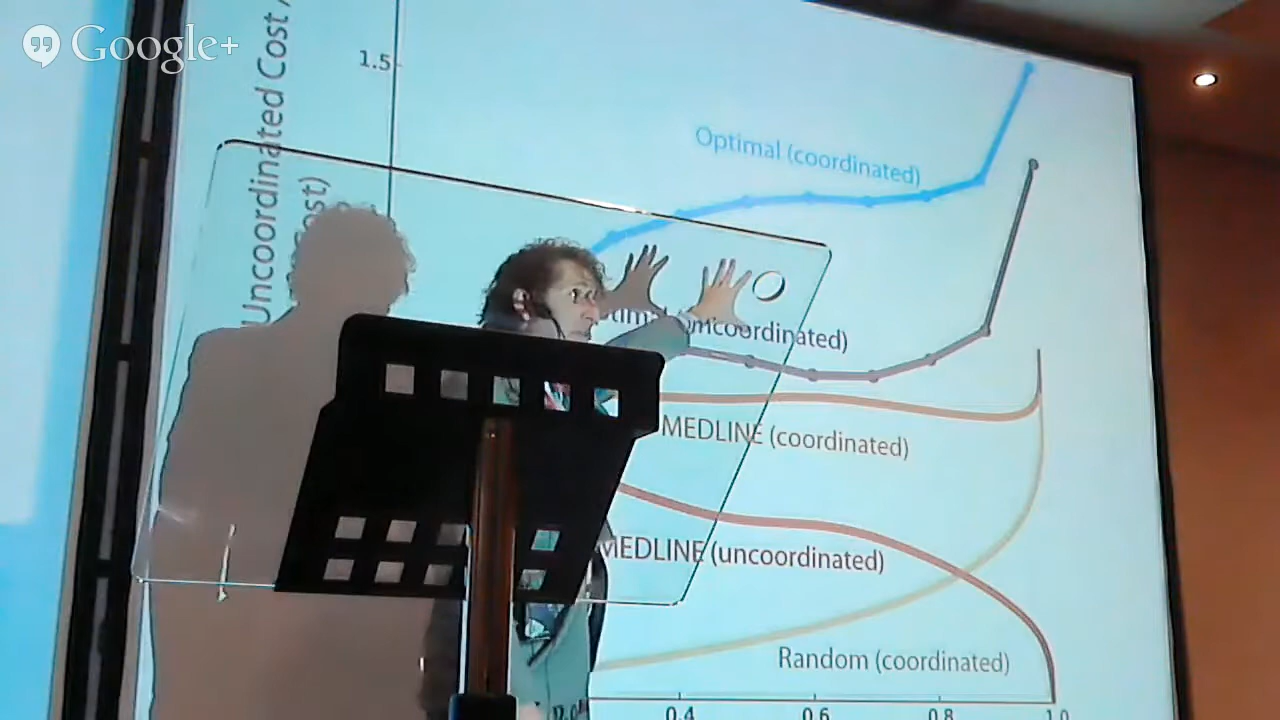 Google+
Uncoordinated Cost
1.5
Optimal (coordinated)
uncoordinated)
MEDLINE (coordinated)
MEDLINE (uncoordinated)
Random (coordinated)
0.4 0.6 0.8 1.0